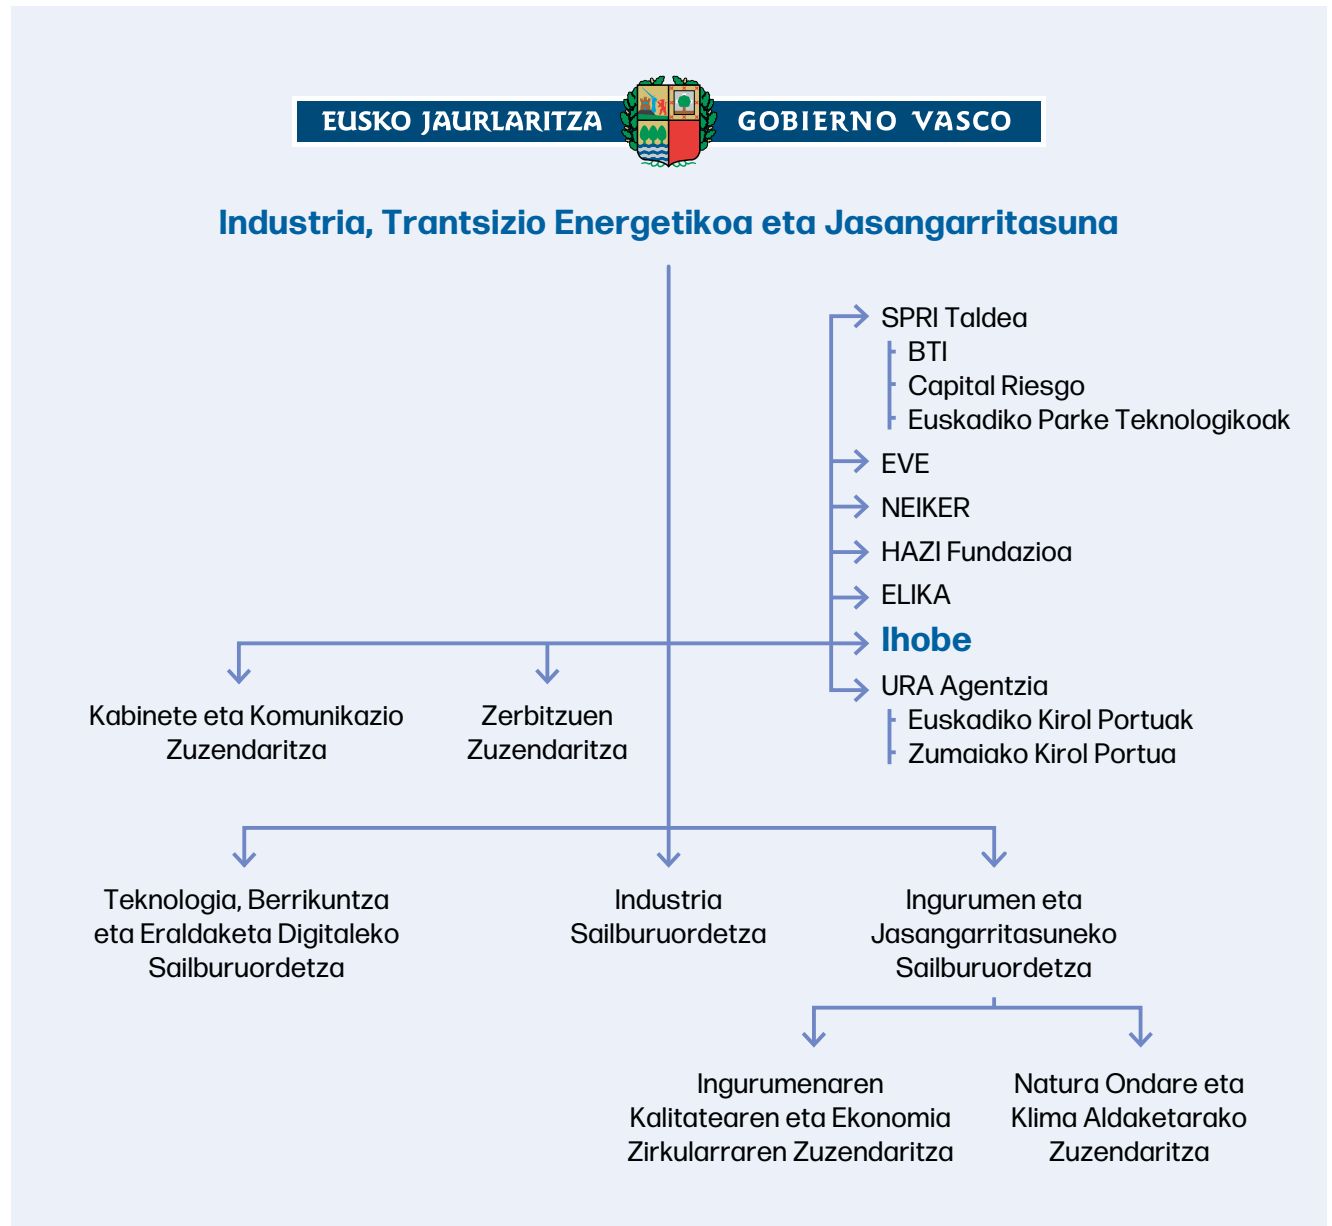 EUSKO JAURLARITZA GOBIERNO VASCO
Industria, Trantsizio Energetikoa eta Jasangarritasuna
SPRI Taldea
BTI
Capital Riesgo
Euskadiko Parke Teknologikoak
EVE
NEIKER
HAZI Fundazioa
ELIKA
Ihobe
URA Agentzia
Euskadiko Kirol Portuak
Zumaiako Kirol Portua
Kabinete eta Komunikazio
Zuzendaritza
Zerbitzuen
Zuzendaritza
Teknologia, Berrikuntza
eta Eraldaketa Digitaleko
Sailburuordetza
Industria
Sailburuordetza
Ingurumen eta
Jasangarritasuneko
Sailburuordetza
Ingurumenaren
Kalitatearen eta Ekonomia
Zirkularraren Zuzendaritza
Natura Ondare eta
Klima Aldaketarako
Zuzendaritza